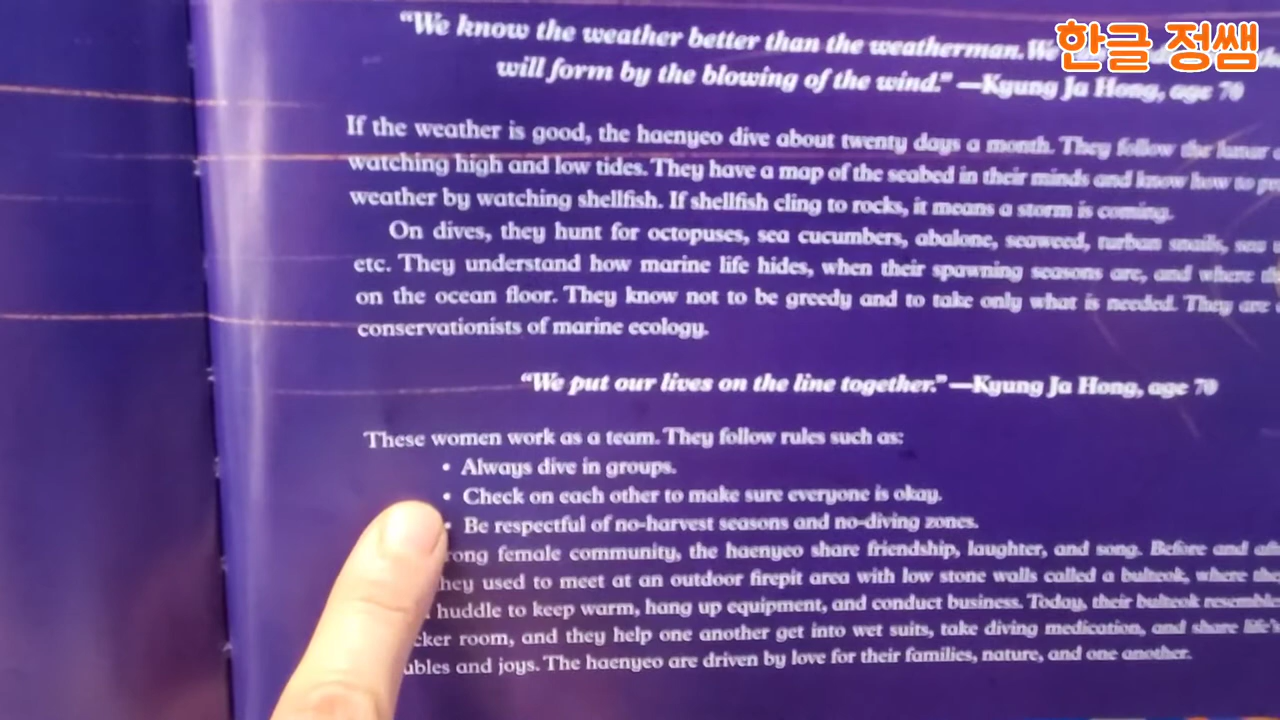 한글 정쌤
"We know the weather better than the weatherman. We
will form by the blowing of the wind." —Kyung Ja Hong, age 70
If the weather is good, the haenyeo dive about twenty days a month. They follow the lunar
watching high and low tides. They have a map of the seabed in their minds and know how to
weather by watching shellfish. If shellfish cling to rocks, it means a storm is coming.
On dives, they hunt for octopuses, sea cucumbers, abalone, seaweed, turban snails, sea
etc. They understand how marine life hides, when their spawning seasons are, and where
on the ocean floor. They know not to be greedy and to take only what is needed. They are
conservationists of marine ecology.
"We put our lives on the line together." —Kyung Ja Hong, age 70
These women work as a team. They follow rules such as:
• Always dive in groups.
• Check on each other to make sure everyone is okay.
• Be respectful of no-harvest seasons and no-diving zones.
female community, the haenyeo share friendship, laughter, and song. Before and
they used to meet at an outdoor firepit area with low stone walls called a bulteok, where
huddle to keep warm, hang up equipment, and conduct business. Today, their bulteok
room, and they help one another get into wet suits, take diving medication, and share life's
and joys. The haenyeo are driven by love for their families, nature, and one another.